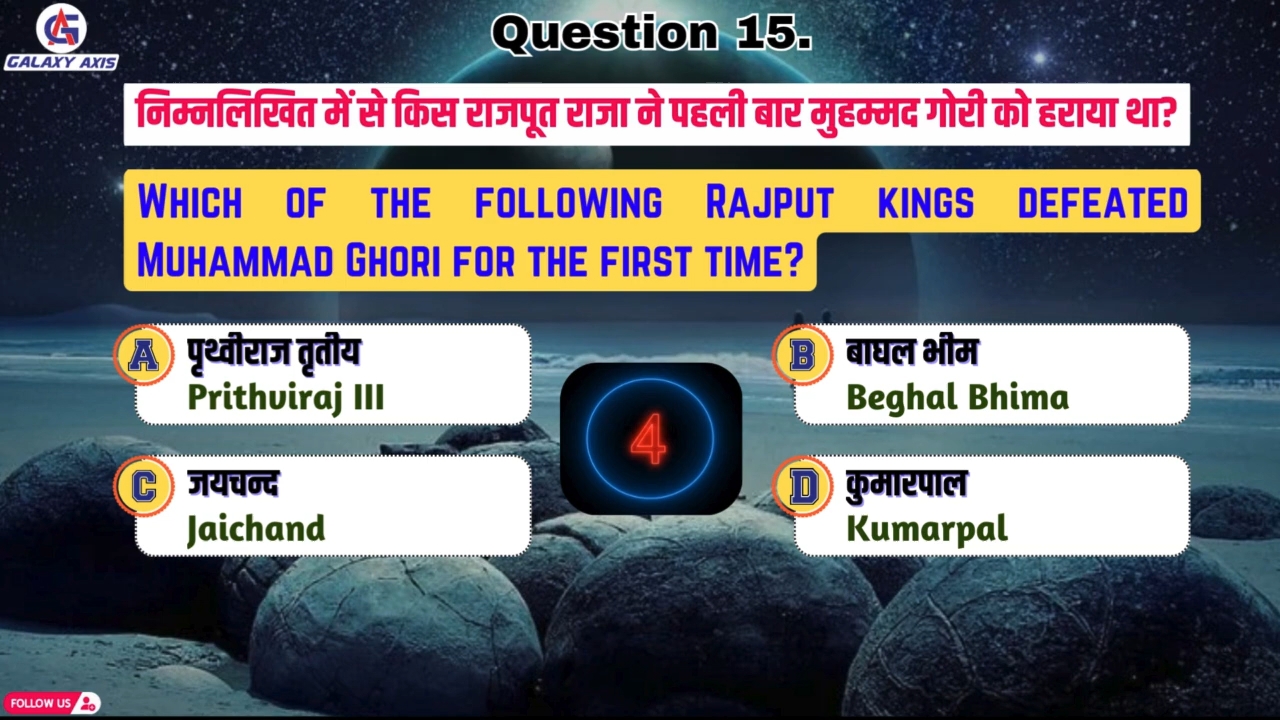 GALAXY AXIS
Question 15.
निम्नलिखित में से किस राजपूत राजा ने पहली बार मुहम्मद गोरी को हराया था?
Which of the following Rajput kings defeated
Muhammad Ghori for the first time?
A पृथ्वीराज तृतीय
Prithviraj III
B बाघल भीम
Beghal Bhima
4
C जयचन्द
Jaichand
D कुमारपाल
Kumarpal
FOLLOW US